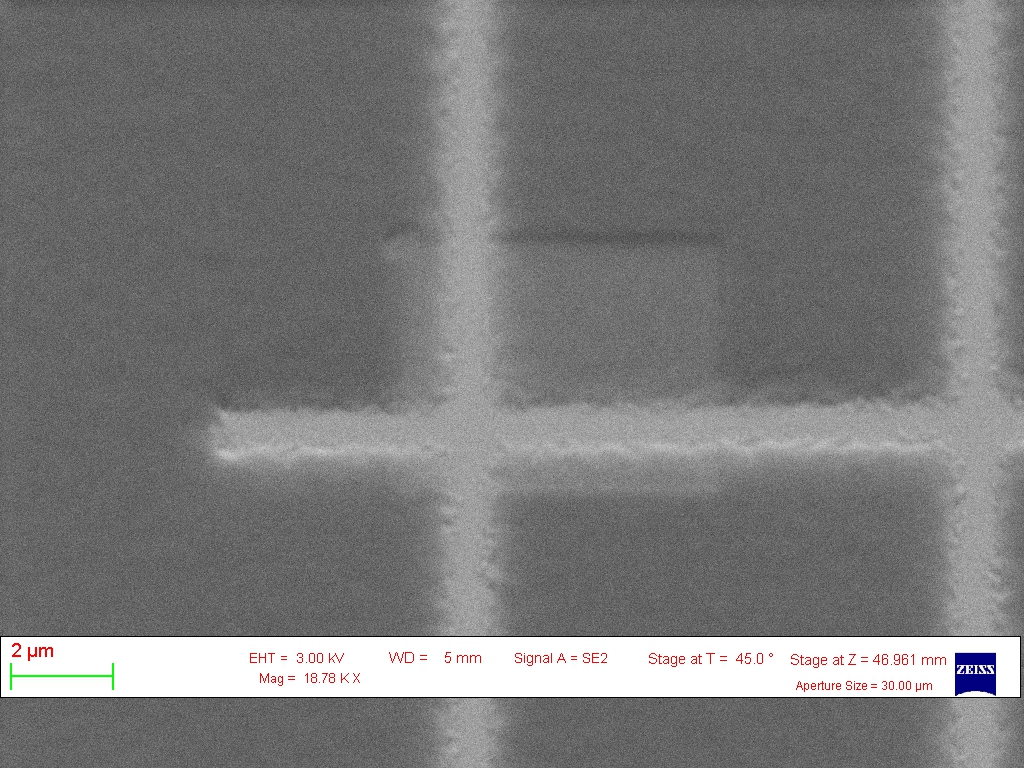 2 µm
EHT = 3.00 kV WD = 5 mm Signal A = SE2 Stage at T = 45.0 ° Stage at Z = 46.961 mm
Mag = 18.78 K X Aperture Size = 30.00 µm
ZEISS